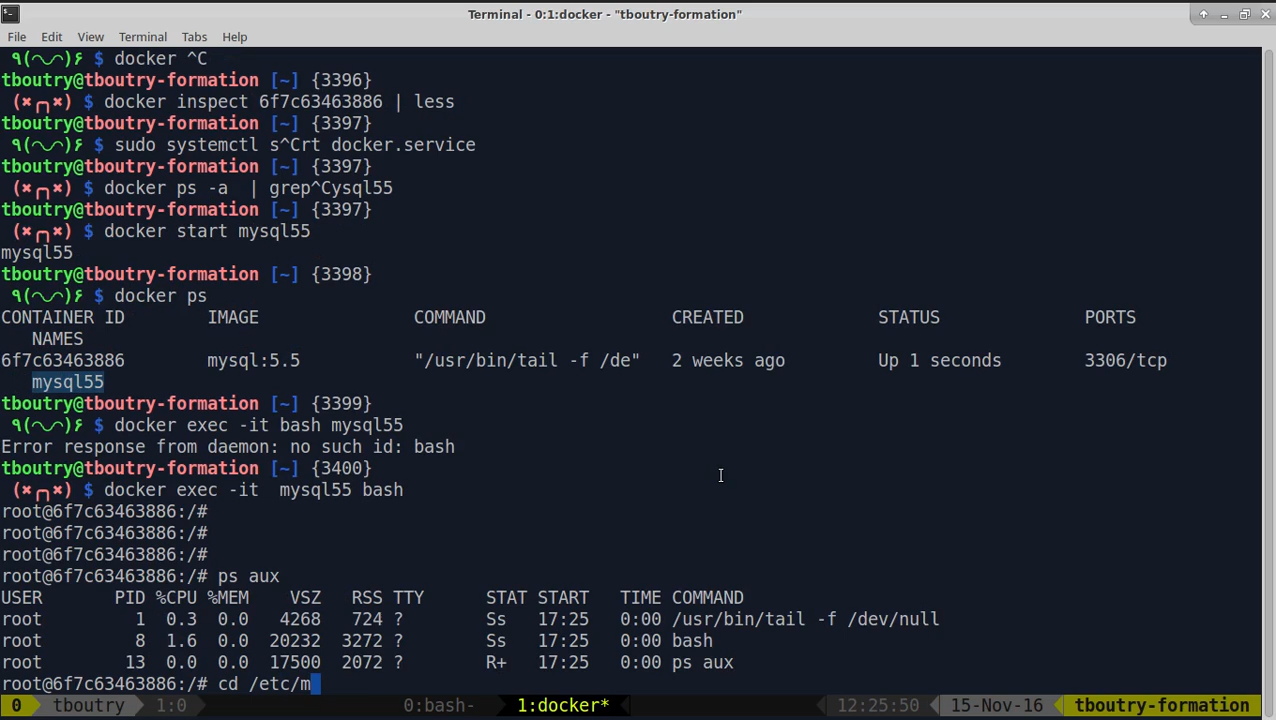 Terminal - 0:1:docker - "tboutry-formation"
File Edit View Terminal Tabs Help
٩(◠◡◠)۶ $ docker ^C
tboutry@tboutry-formation [~] {3396}
(✖╭╮✖) $ docker inspect 6f7c63463886 | less
tboutry@tboutry-formation [~] {3397}
٩(◠◡◠)۶ $ sudo systemctl s^Crt docker.service
tboutry@tboutry-formation [~] {3397}
(✖╭╮✖) $ docker ps -a  | grep^Cysql55
tboutry@tboutry-formation [~] {3397}
(✖╭╮✖) $ docker start mysql55
mysql55
tboutry@tboutry-formation [~] {3398}
٩(◠◡◠)۶ $ docker ps
CONTAINER ID        IMAGE               COMMAND                  CREATED             STATUS              PORTS
NAMES
6f7c63463886        mysql:5.5           "/usr/bin/tail -f /de"   2 weeks ago         Up 1 seconds        3306/tcp
mysql55
tboutry@tboutry-formation [~] {3399}
٩(◠◡◠)۶ $ docker exec -it bash mysql55
Error response from daemon: no such id: bash
tboutry@tboutry-formation [~] {3400}
(✖╭╮✖) $ docker exec -it  mysql55 bash
root@6f7c63463886:/#
root@6f7c63463886:/#
root@6f7c63463886:/#
root@6f7c63463886:/# ps aux
USER       PID %CPU %MEM    VSZ   RSS TTY      STAT START   TIME COMMAND
root         1  0.3  0.0   4268   724 ?        Ss   17:25   0:00 /usr/bin/tail -f /dev/null
root         8  1.6  0.0  20232  3272 ?        Ss   17:25   0:00 bash
root        13  0.0  0.0  17500  2072 ?        R+   17:25   0:00 ps aux
root@6f7c63463886:/# cd /etc/m
0 tboutry 1:0 0:bash- 1:docker* 12:25:50 15-Nov-16 tboutry-formation